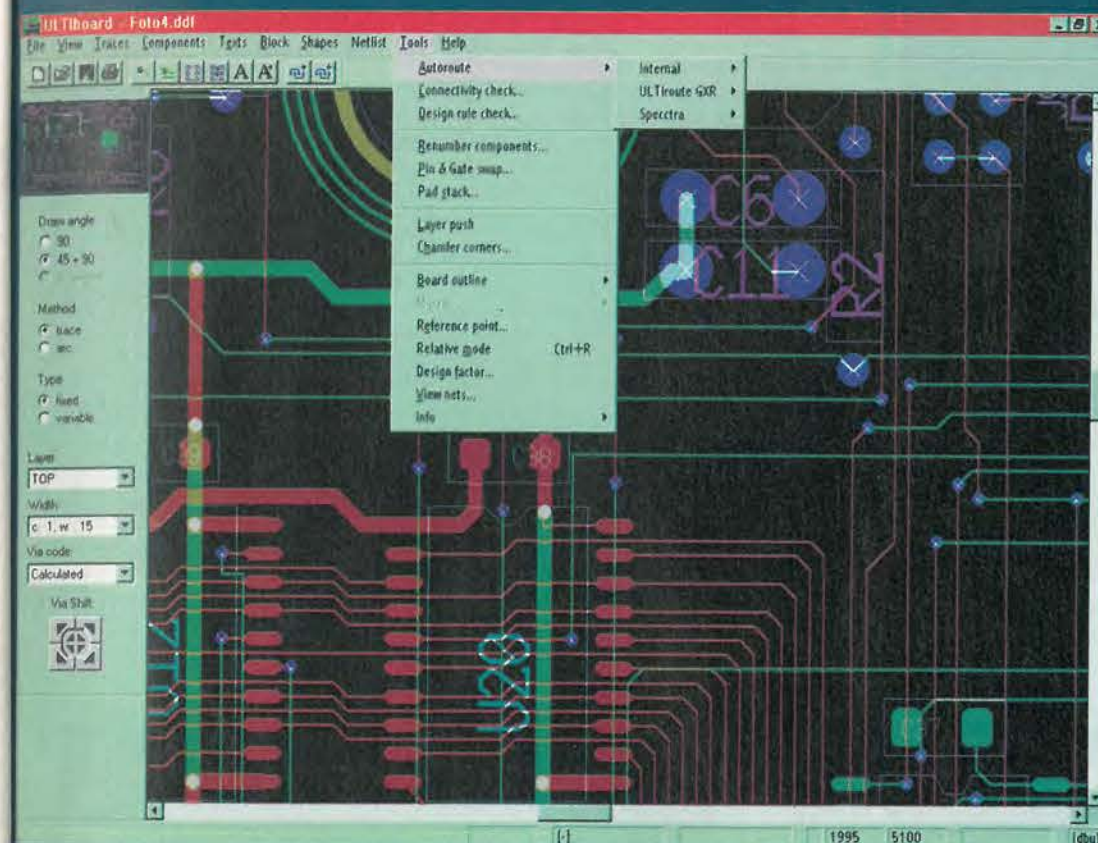 ULTIboard - Foto4.ddf
File View Traces Components Texts Block Shapes Netlist Tools Help
A A
Autoroute
Connectivity check...
Design rule check...
Renumber components...
Pin & Gate swap...
Pad stack...
Layer push
Chamfer corners...
Board outline
Reference point...
Relative mode Ctrl+R
Design factor...
View nets...
Info
Internal
ULTIroute GXR
Specctra
Draw angle
90
45 + 90
Method
trace
arc
Type
fixed
variable
Layer
TOP
Width:
c: 1, w: 15
Via code:
Calculated
Via Shift:
C6
C11
R2
C38
U28
[-] 1995 5100 [dbu]